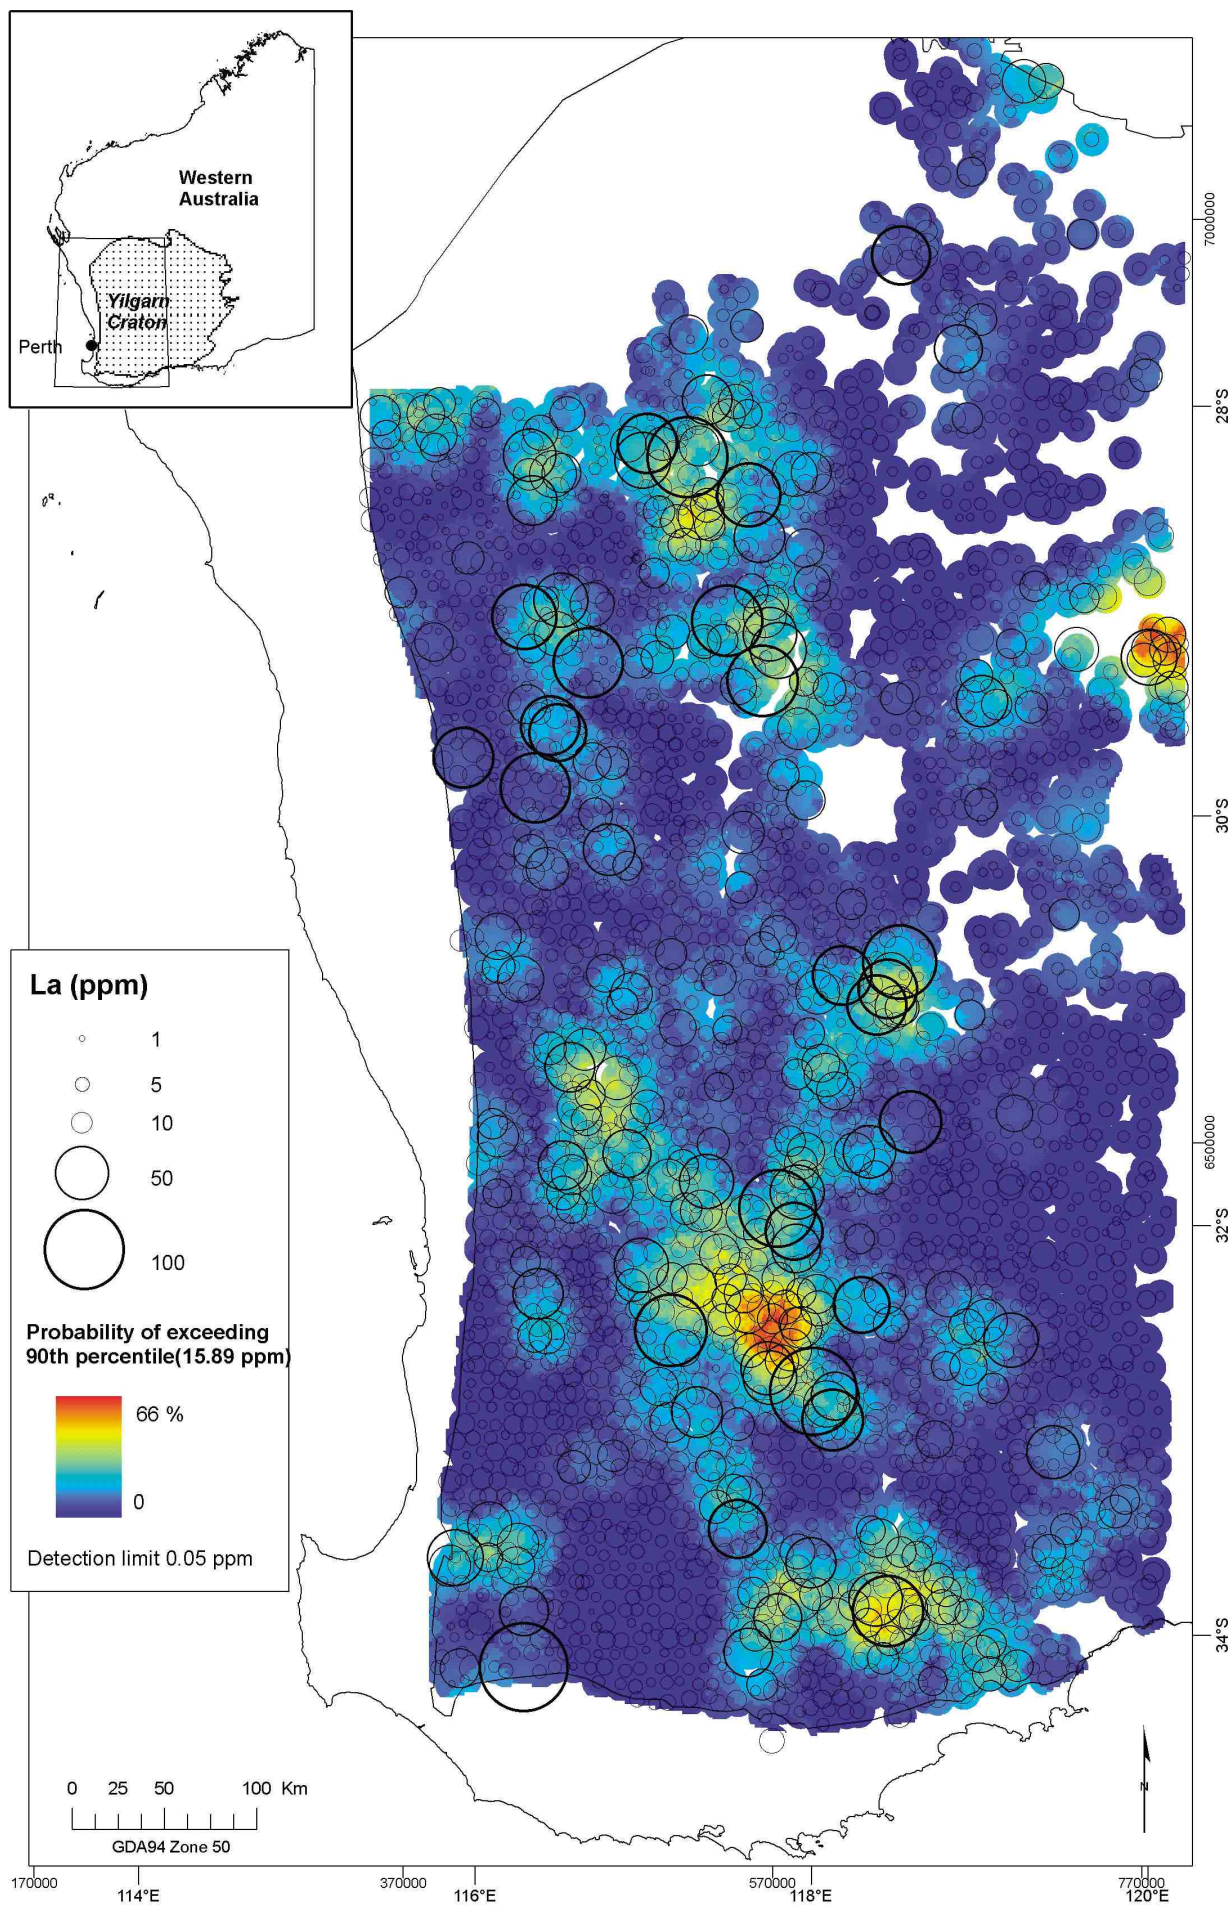 Western
Australia
Yilgarn
Craton
Perth
7000000
28°S
30°S
La (ppm)
1
5
10
50
100
6500000
32°S
Probability of exceeding
90th percentile(15.89 ppm)
66 %
0
Detection limit 0.05 ppm
34°S
N
0 25 50 100 Km
GDA94 Zone 50
170000 370000 570000 770000
114°E 116°E 118°E 120°E